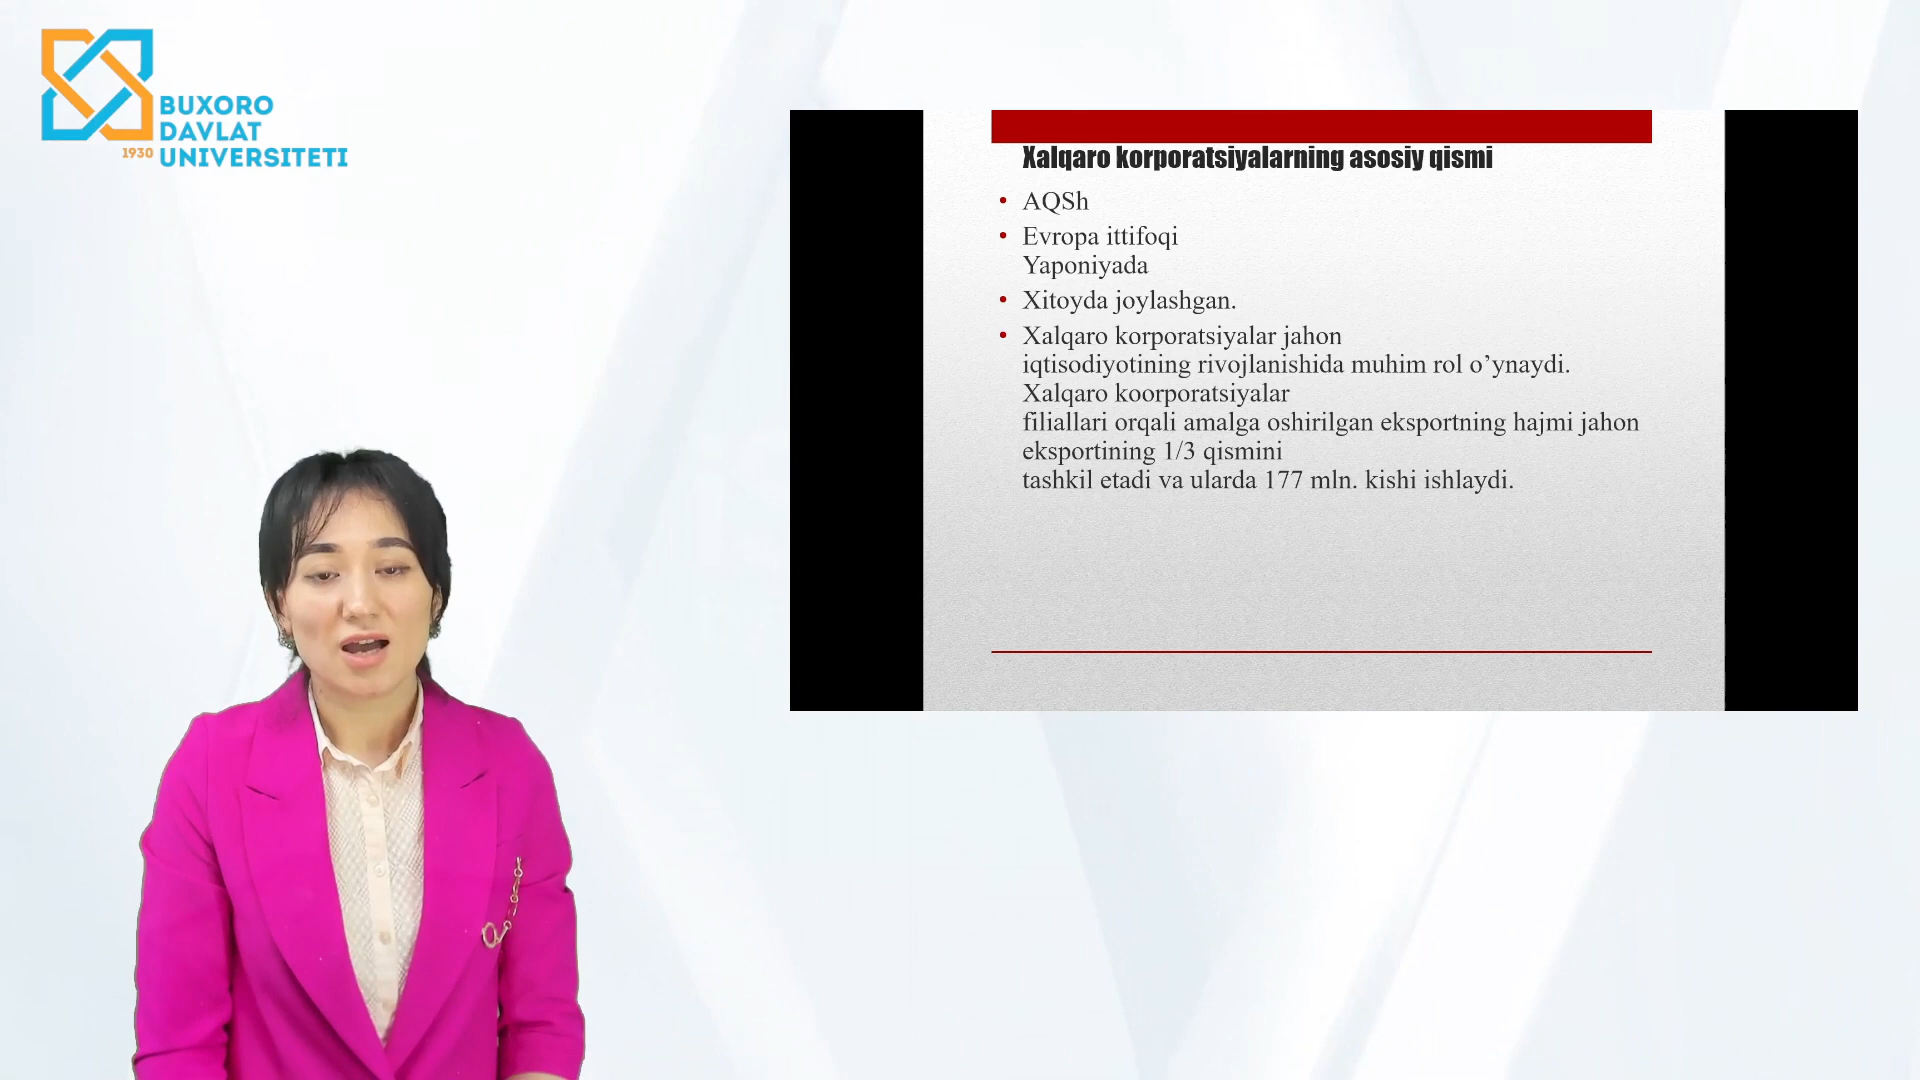 BUXORO
DAVLAT
1930 UNIVERSITETI
Xalqaro korporatsiyalarning asosiy qismi
• AQSh
• Evropa ittifoqi
Yaponiyada
• Xitoyda joylashgan.
• Xalqaro korporatsiyalar jahon
iqtisodiyotining rivojlanishida muhim rol o’ynaydi.
Xalqaro koorporatsiyalar
filiallari orqali amalga oshirilgan eksportning hajmi jahon
eksportining 1/3 qismini
tashkil etadi va ularda 177 mln. kishi ishlaydi.